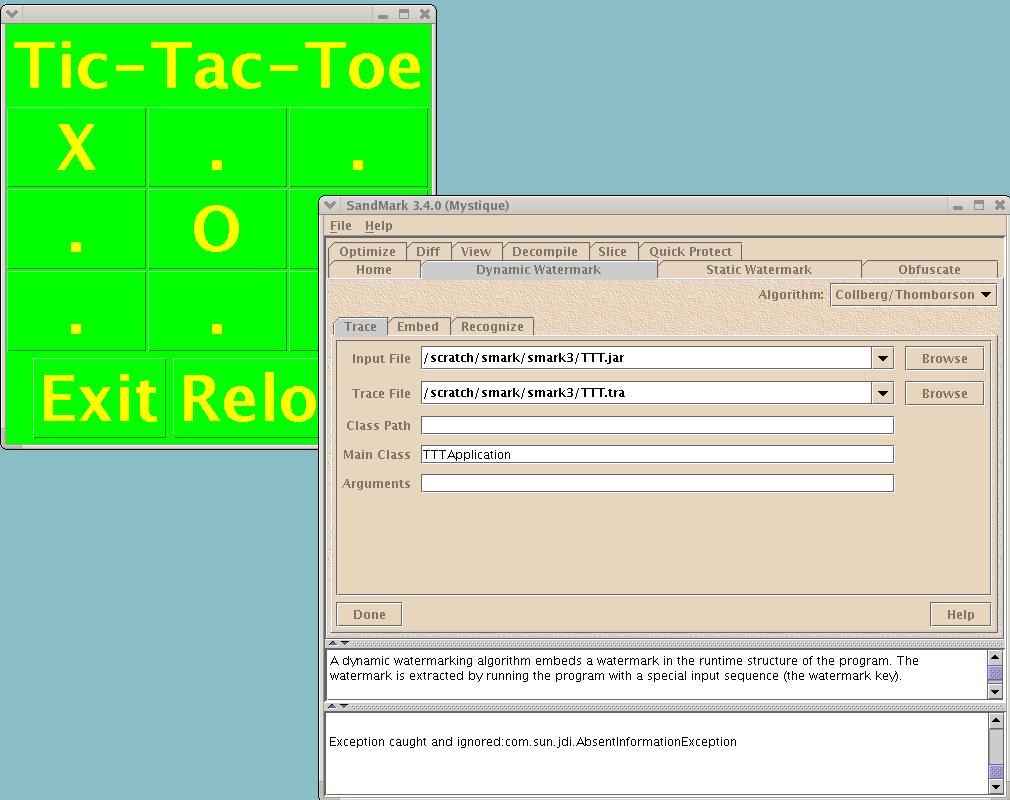 Tic-Tac-Toe
X . .
. O
. .
Exit Relo
SandMark 3.4.0 (Mystique)
File Help
Optimize Diff View Decompile Slice Quick Protect
Home Dynamic Watermark Static Watermark Obfuscate
Algorithm: Collberg/Thomborson
Trace Embed Recognize
Input File /scratch/smark/smark3/TTT.jar Browse
Trace File /scratch/smark/smark3/TTT.tra Browse
Class Path
Main Class TTTApplication
Arguments
Done Help
A dynamic watermarking algorithm embeds a watermark in the runtime structure of the program. The
watermark is extracted by running the program with a special input sequence (the watermark key).
Exception caught and ignored:com.sun.jdi.AbsentInformationException